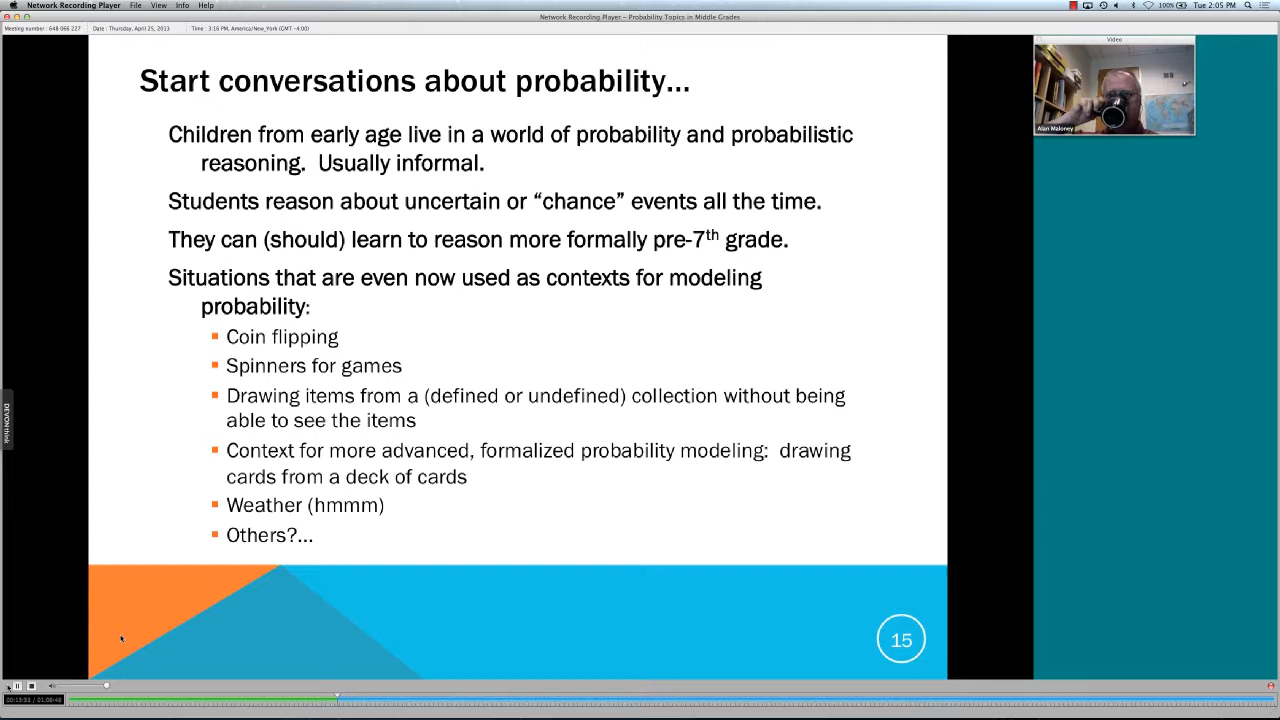 Network Recording Player File View Info Help
100% Tue 2:05 PM
Network Recording Player – Probability Topics in Middle Grades
Meeting number : 648 066 227 Date : Thursday, April 25, 2013 Time : 3:16 PM, America/New_York (GMT -4:00)
Video
Alan Maloney
Start conversations about probability...
Children from early age live in a world of probability and probabilistic
reasoning. Usually informal.
Students reason about uncertain or “chance” events all the time.
They can (should) learn to reason more formally pre-7th grade.
Situations that are even now used as contexts for modeling
probability:
Coin flipping
Spinners for games
Drawing items from a (defined or undefined) collection without being
able to see the items
Context for more advanced, formalized probability modeling: drawing
cards from a deck of cards
Weather (hmmm)
Others?...
15
DEVONthink